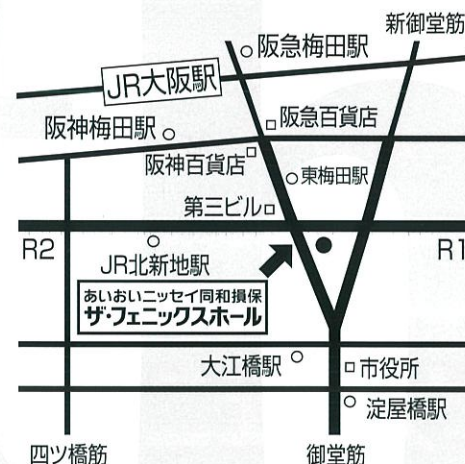 新御堂筋
阪急梅田駅
JR大阪駅
阪急百貨店
阪神梅田駅
阪神百貨店
東梅田駅
第三ビル
R2
R1
JR北新地駅
あいおいニッセイ同和損保
ザ・フェニックスホール
大江橋駅
市役所
淀屋橋駅
四ツ橋筋
御堂筋